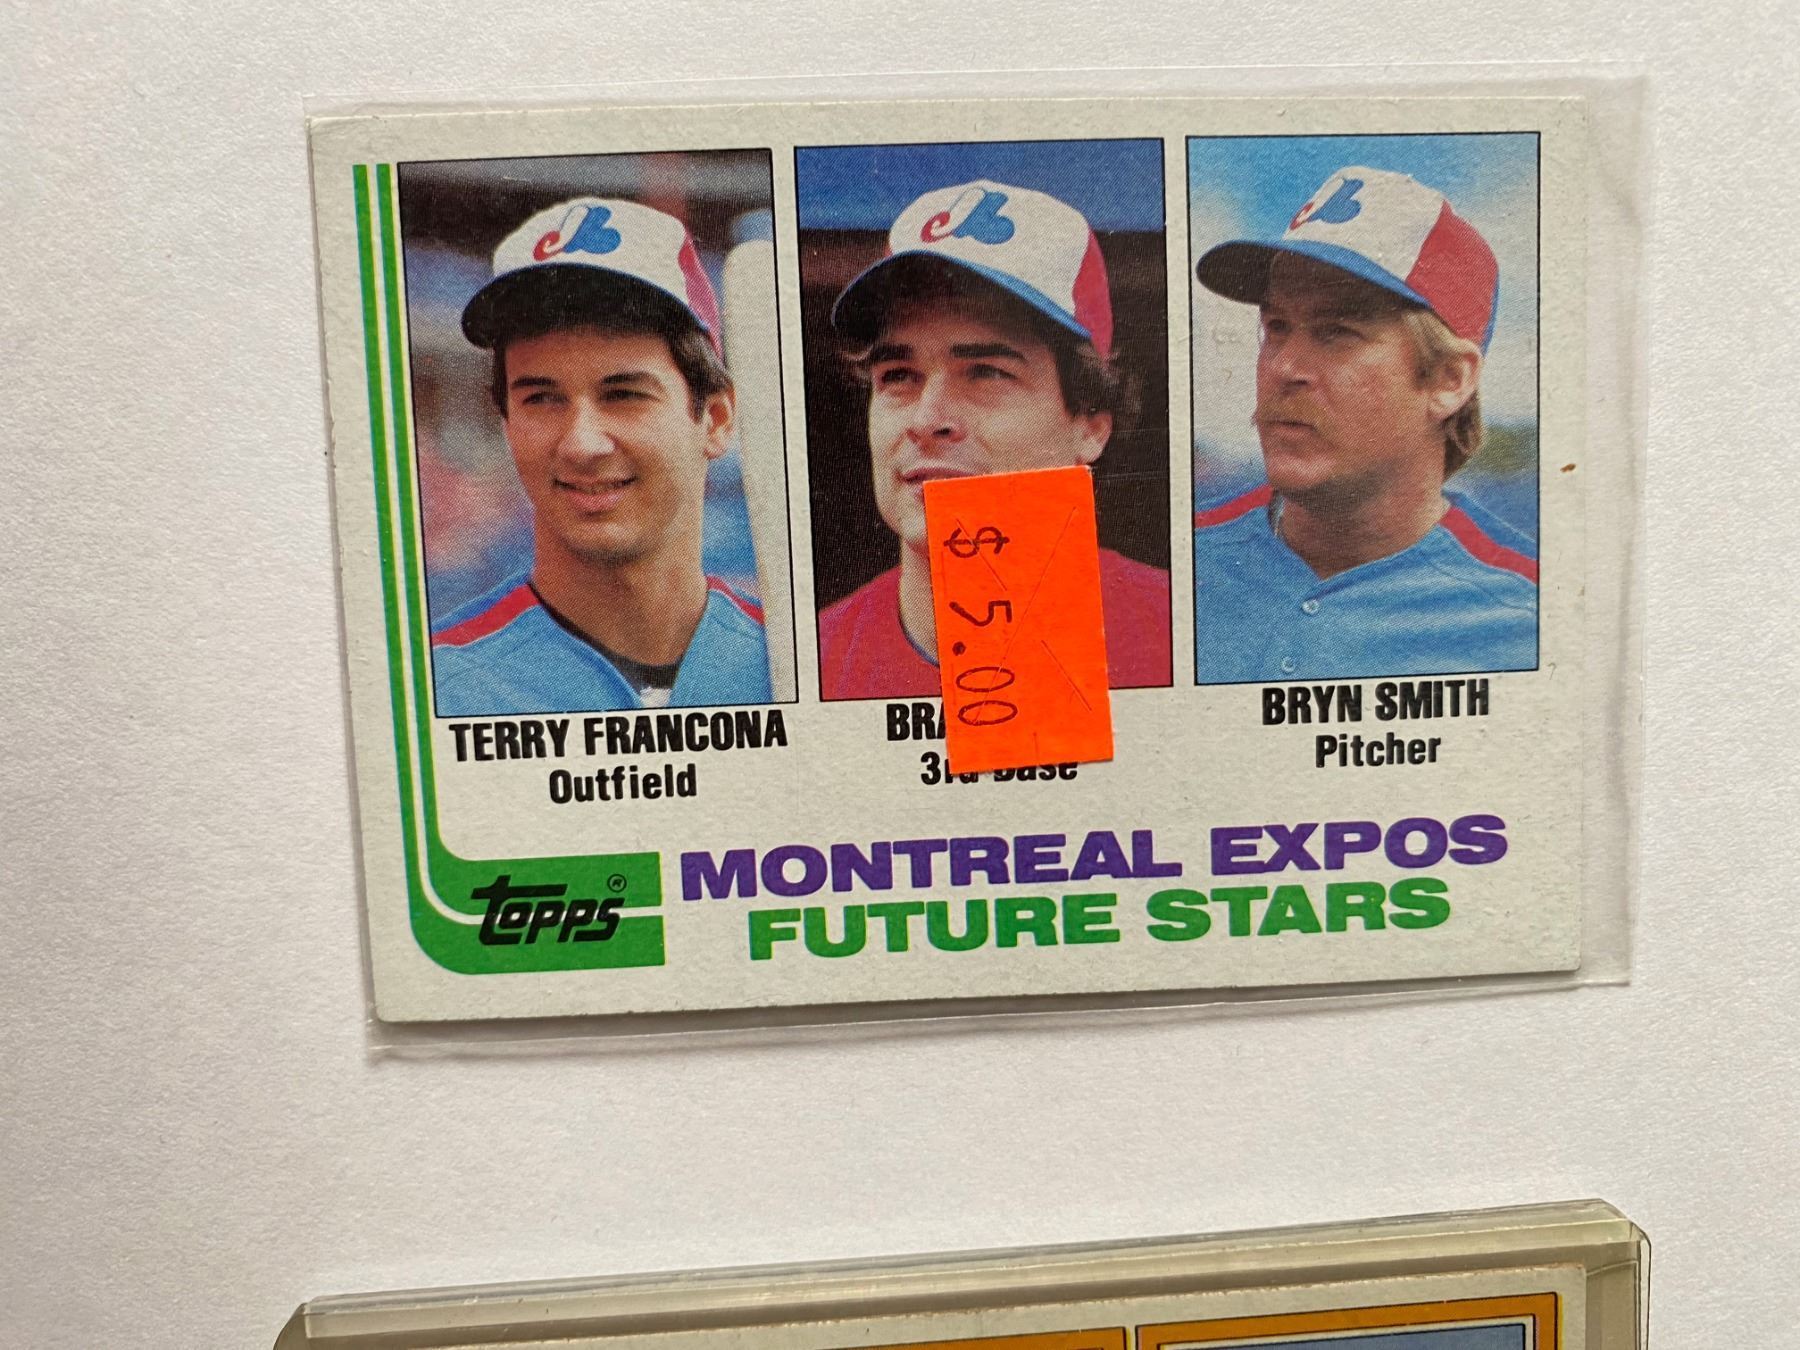 TERRY FRANCONA
Outfield
BRA
3rd Base
BRYN SMITH
Pitcher
$ 5.00
topps®
MONTREAL EXPOS
FUTURE STARS